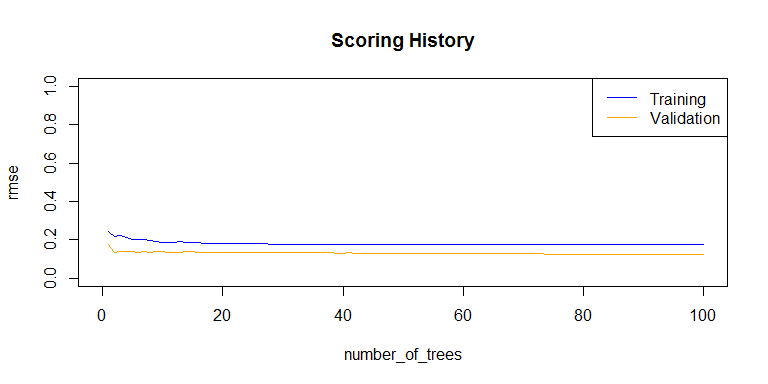 Scoring History
Training
Validation
rmse
1.0
0.8
0.6
0.4
0.2
0.0
0 20 40 60 80 100
number_of_trees